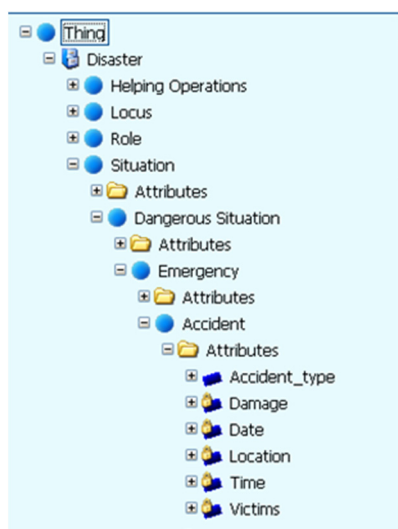 Thing
Disaster
Helping Operations
Locus
Role
Situation
Attributes
Dangerous Situation
Attributes
Emergency
Attributes
Accident
Attributes
Accident_type
Damage
Date
Location
Time
Victims